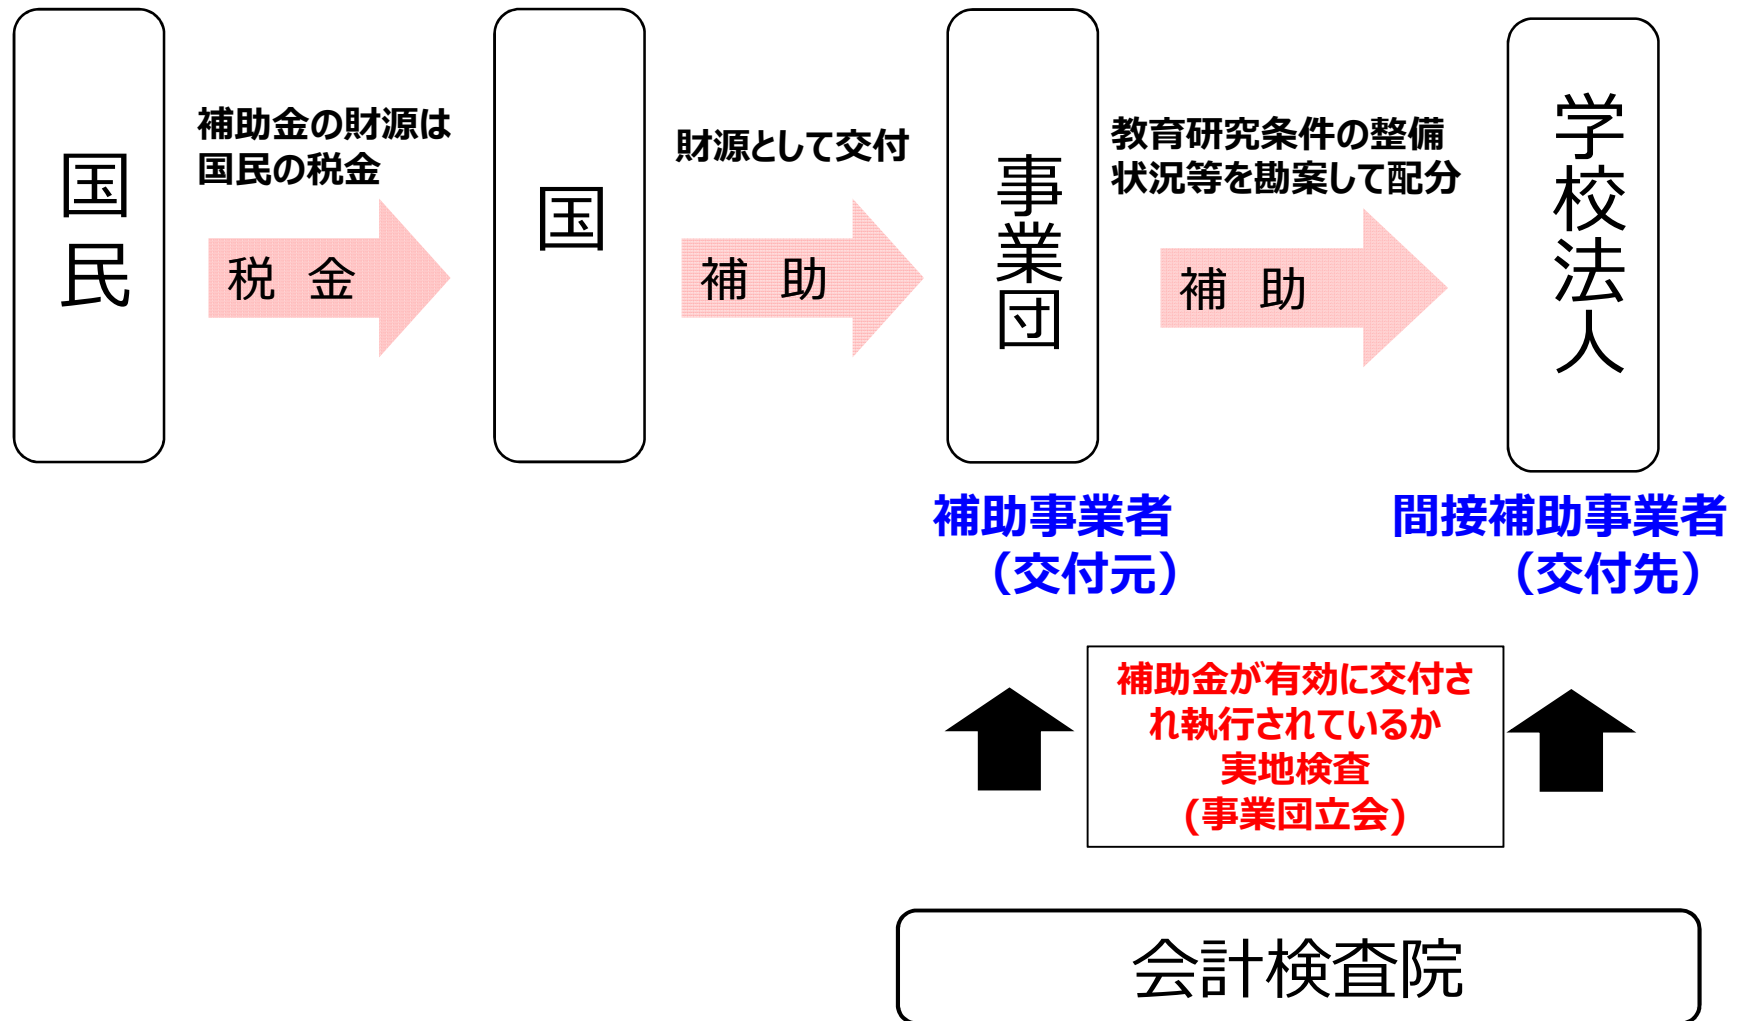 国民
補助金の財源は
国民の税金
税 金
国
財源として交付
補 助
事業団
教育研究条件の整備
状況等を勘案して配分
補 助
学校法人
補助事業者
（交付元）
間接補助事業者
（交付先）
補助金が有効に交付さ
れ執行されているか
実地検査
(事業団立会)
会計検査院